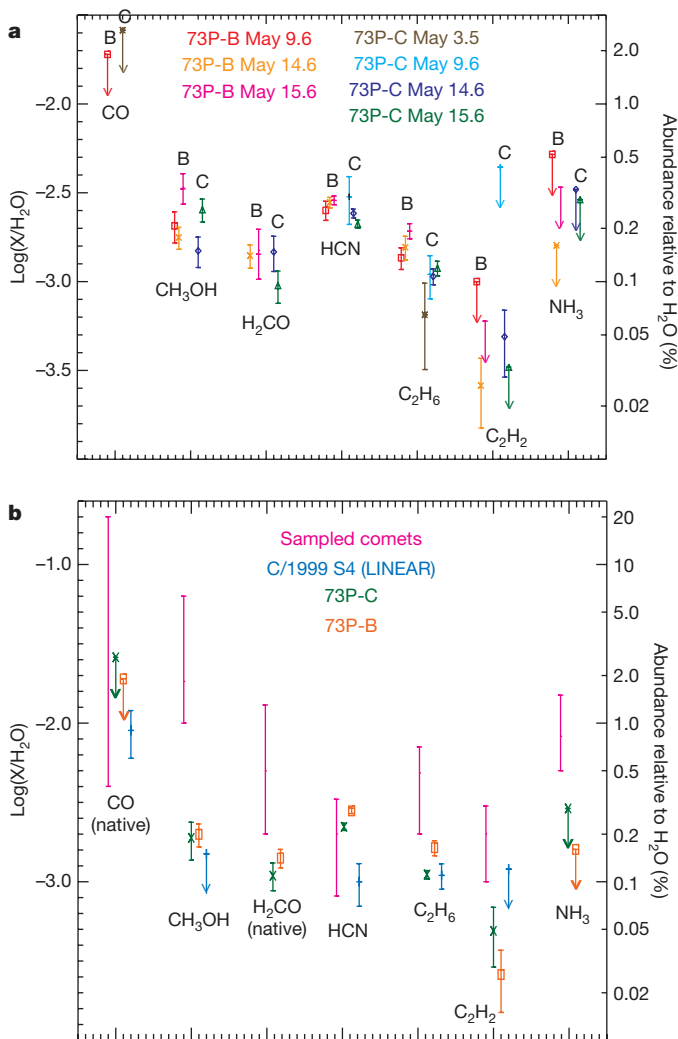 a
B C
73P-B May 9.6 73P-C May 3.5
73P-B May 14.6 73P-C May 9.6
73P-B May 15.6 73P-C May 14.6
73P-C May 15.6
CO
B
C
CH₃OH
B C
H₂CO
B C
HCN
B
C
C₂H₆
B
C
C₂H₂
B
C
NH₃
−2.0
−2.5
−3.0
−3.5
Log(X/H₂O)
2.0
1.0
0.5
0.2
0.1
0.05
0.02
Abundance relative to H₂O (%)
b
Sampled comets
C/1999 S4 (LINEAR)
73P-C
73P-B
CO
(native)
CH₃OH
H₂CO
(native)
HCN
C₂H₆
C₂H₂
NH₃
−1.0
−2.0
−3.0
Log(X/H₂O)
20
10
5.0
2.0
1.0
0.5
0.2
0.1
0.05
0.02
Abundance relative to H₂O (%)